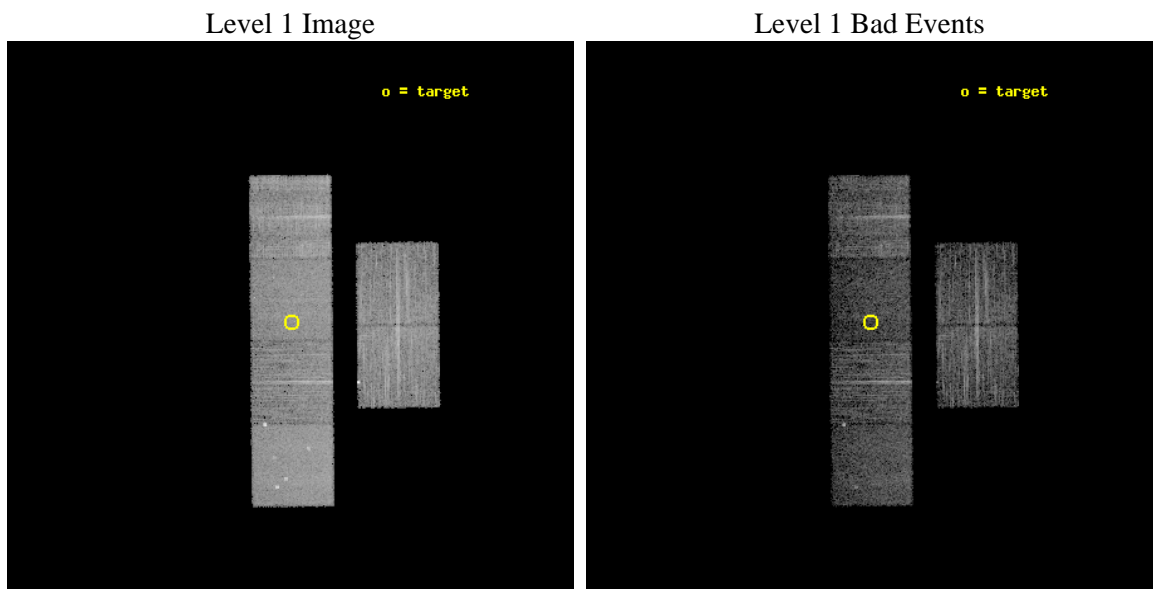 Level 1 Image
Level 1 Bad Events
o = target
o = target